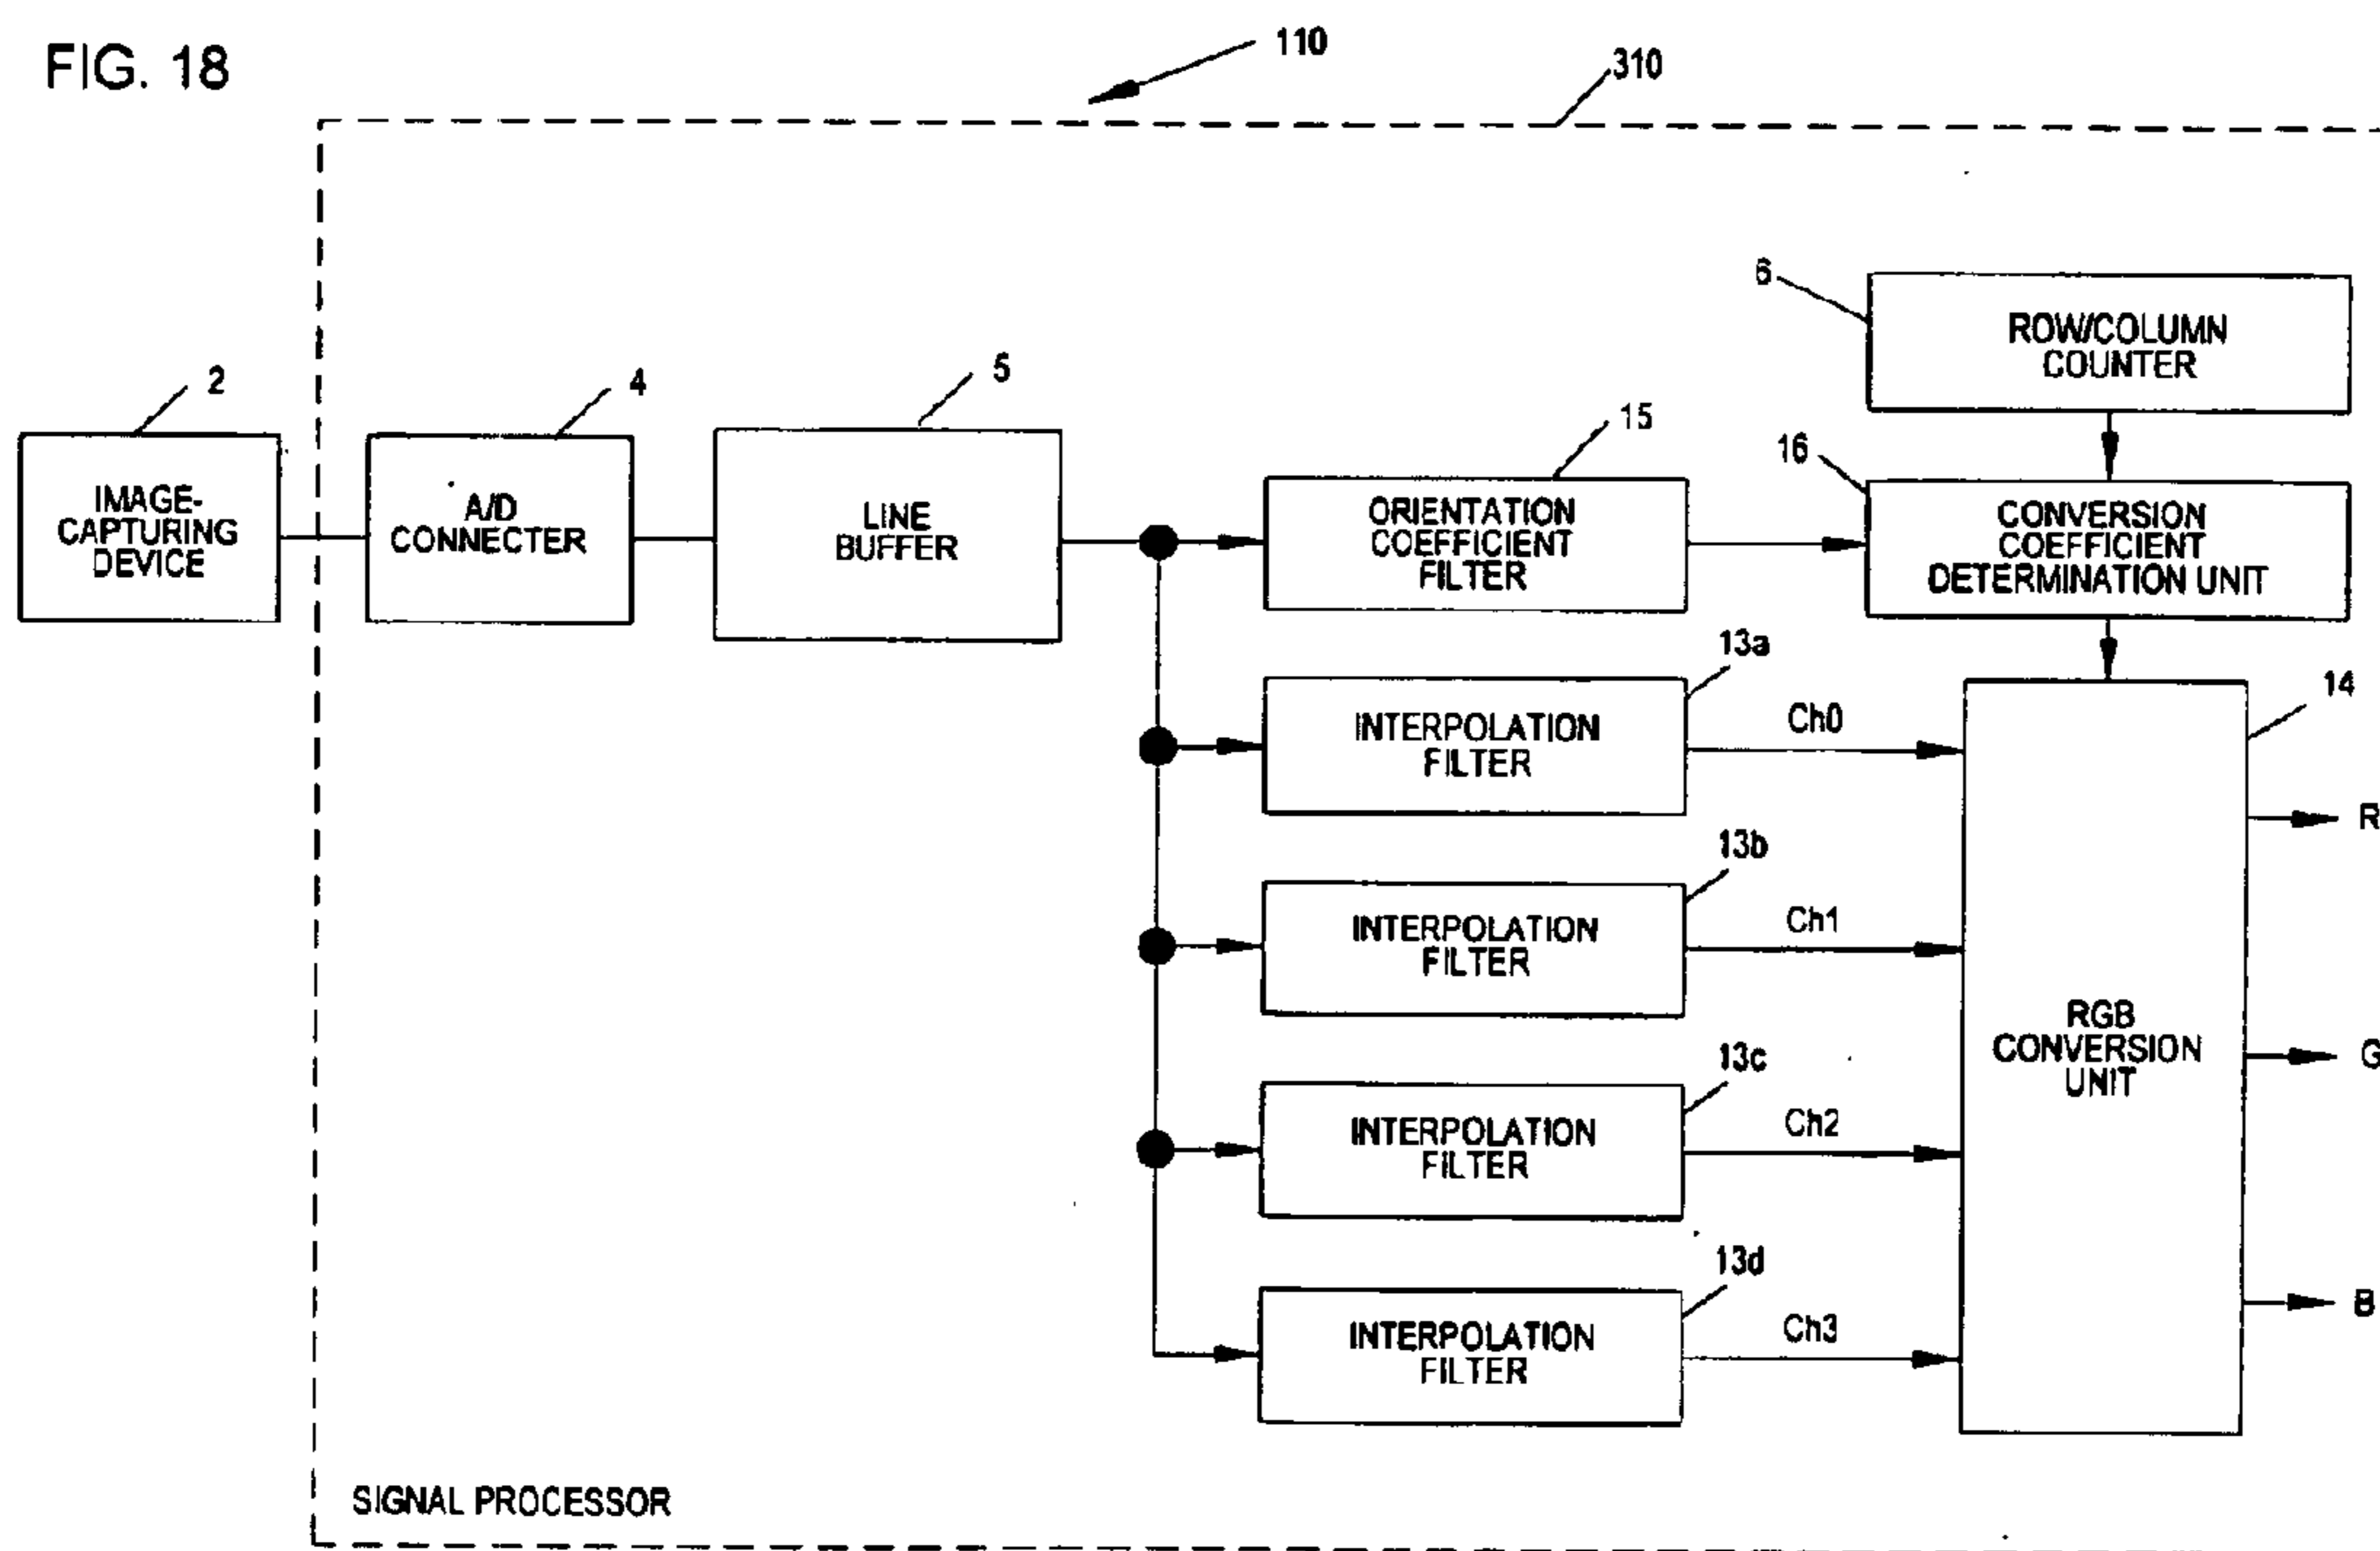 FIG. 18
110
310
6
ROW/COLUMN
COUNTER
2
IMAGE-
CAPTURING
DEVICE
4
A/D
CONNECTER
5
LINE
BUFFER
15
ORIENTATION
COEFFICIENT
FILTER
16
CONVERSION
COEFFICIENT
DETERMINATION UNIT
13a
INTERPOLATION
FILTER
Ch0
14
RGB
CONVERSION
UNIT
R
13b
INTERPOLATION
FILTER
Ch1
G
13c
INTERPOLATION
FILTER
Ch2
B
13d
INTERPOLATION
FILTER
Ch3
SIGNAL PROCESSOR